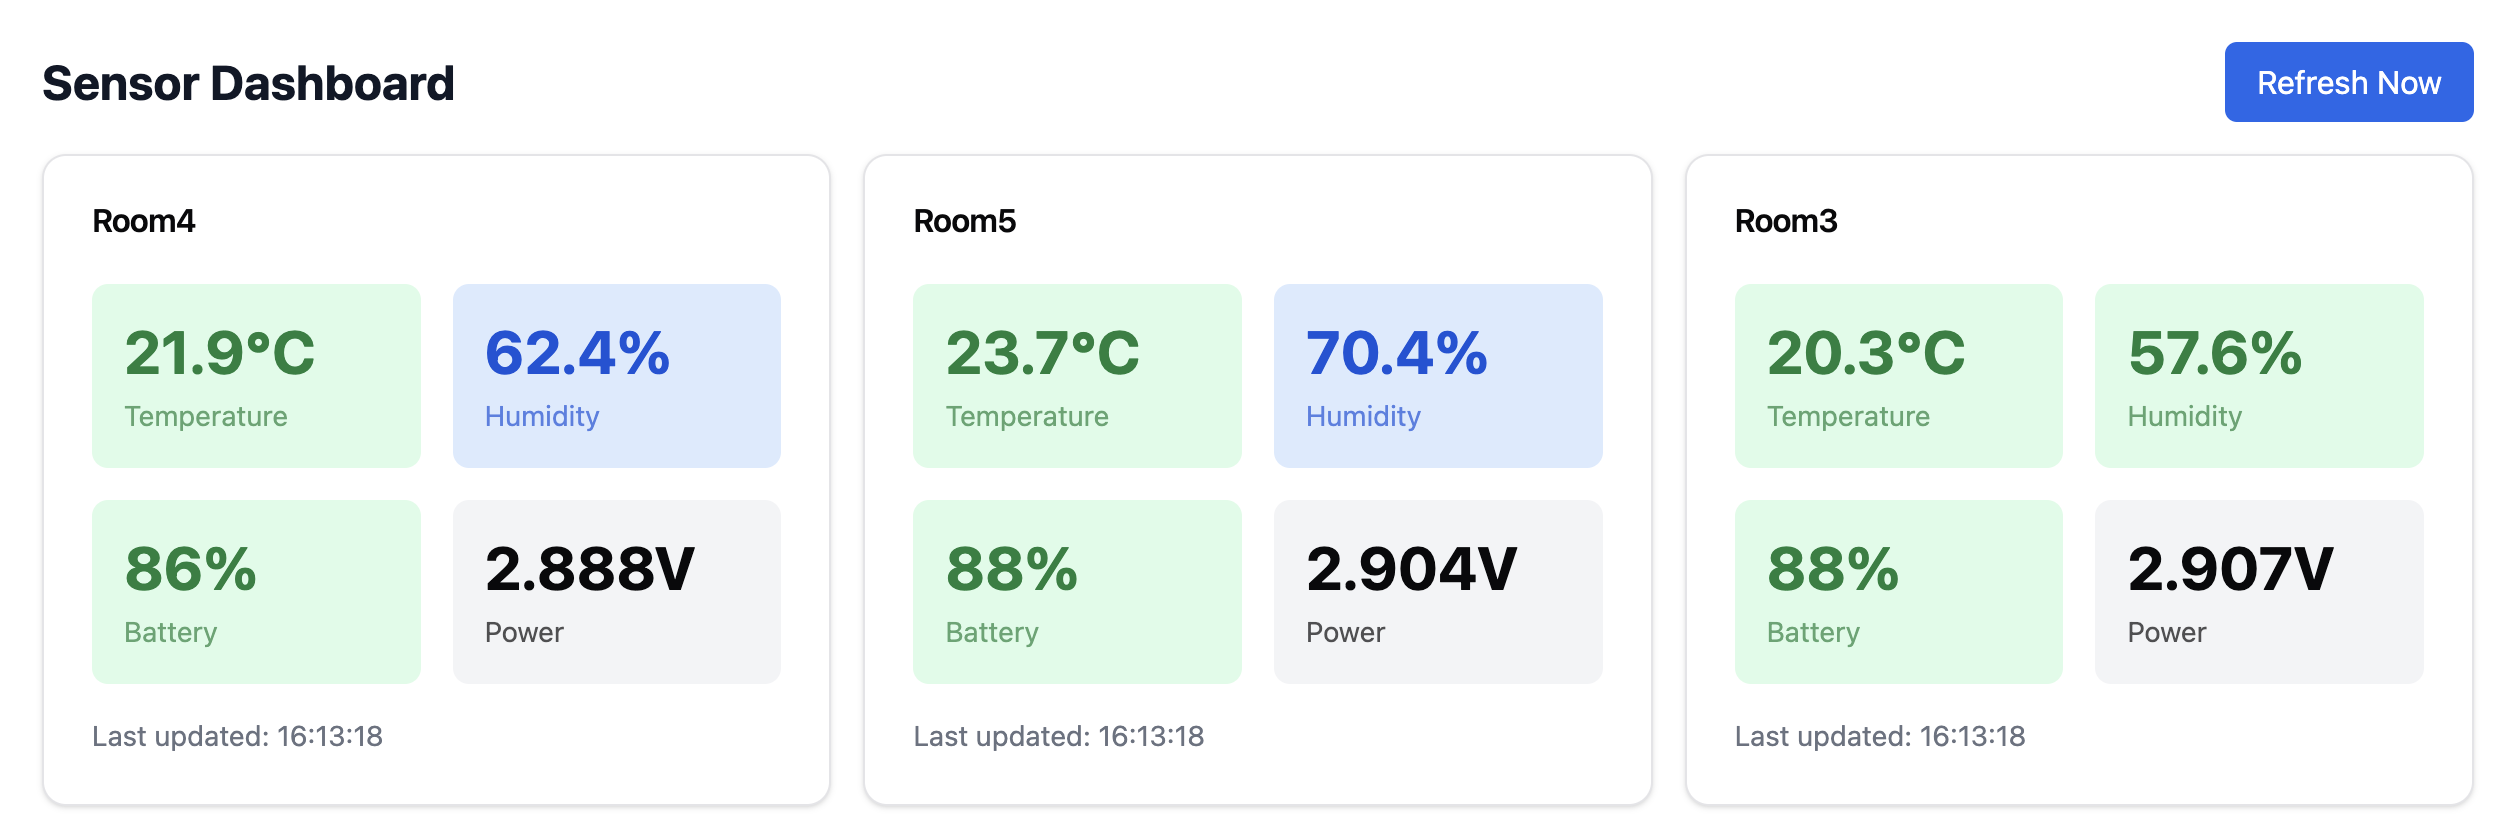 Sensor Dashboard
Refresh Now
Room4
21.9°C
Temperature
62.4%
Humidity
86%
Battery
2.888V
Power
Last updated: 16:13:18
Room5
23.7°C
Temperature
70.4%
Humidity
88%
Battery
2.904V
Power
Last updated: 16:13:18
Room3
20.3°C
Temperature
57.6%
Humidity
88%
Battery
2.907V
Power
Last updated: 16:13:18